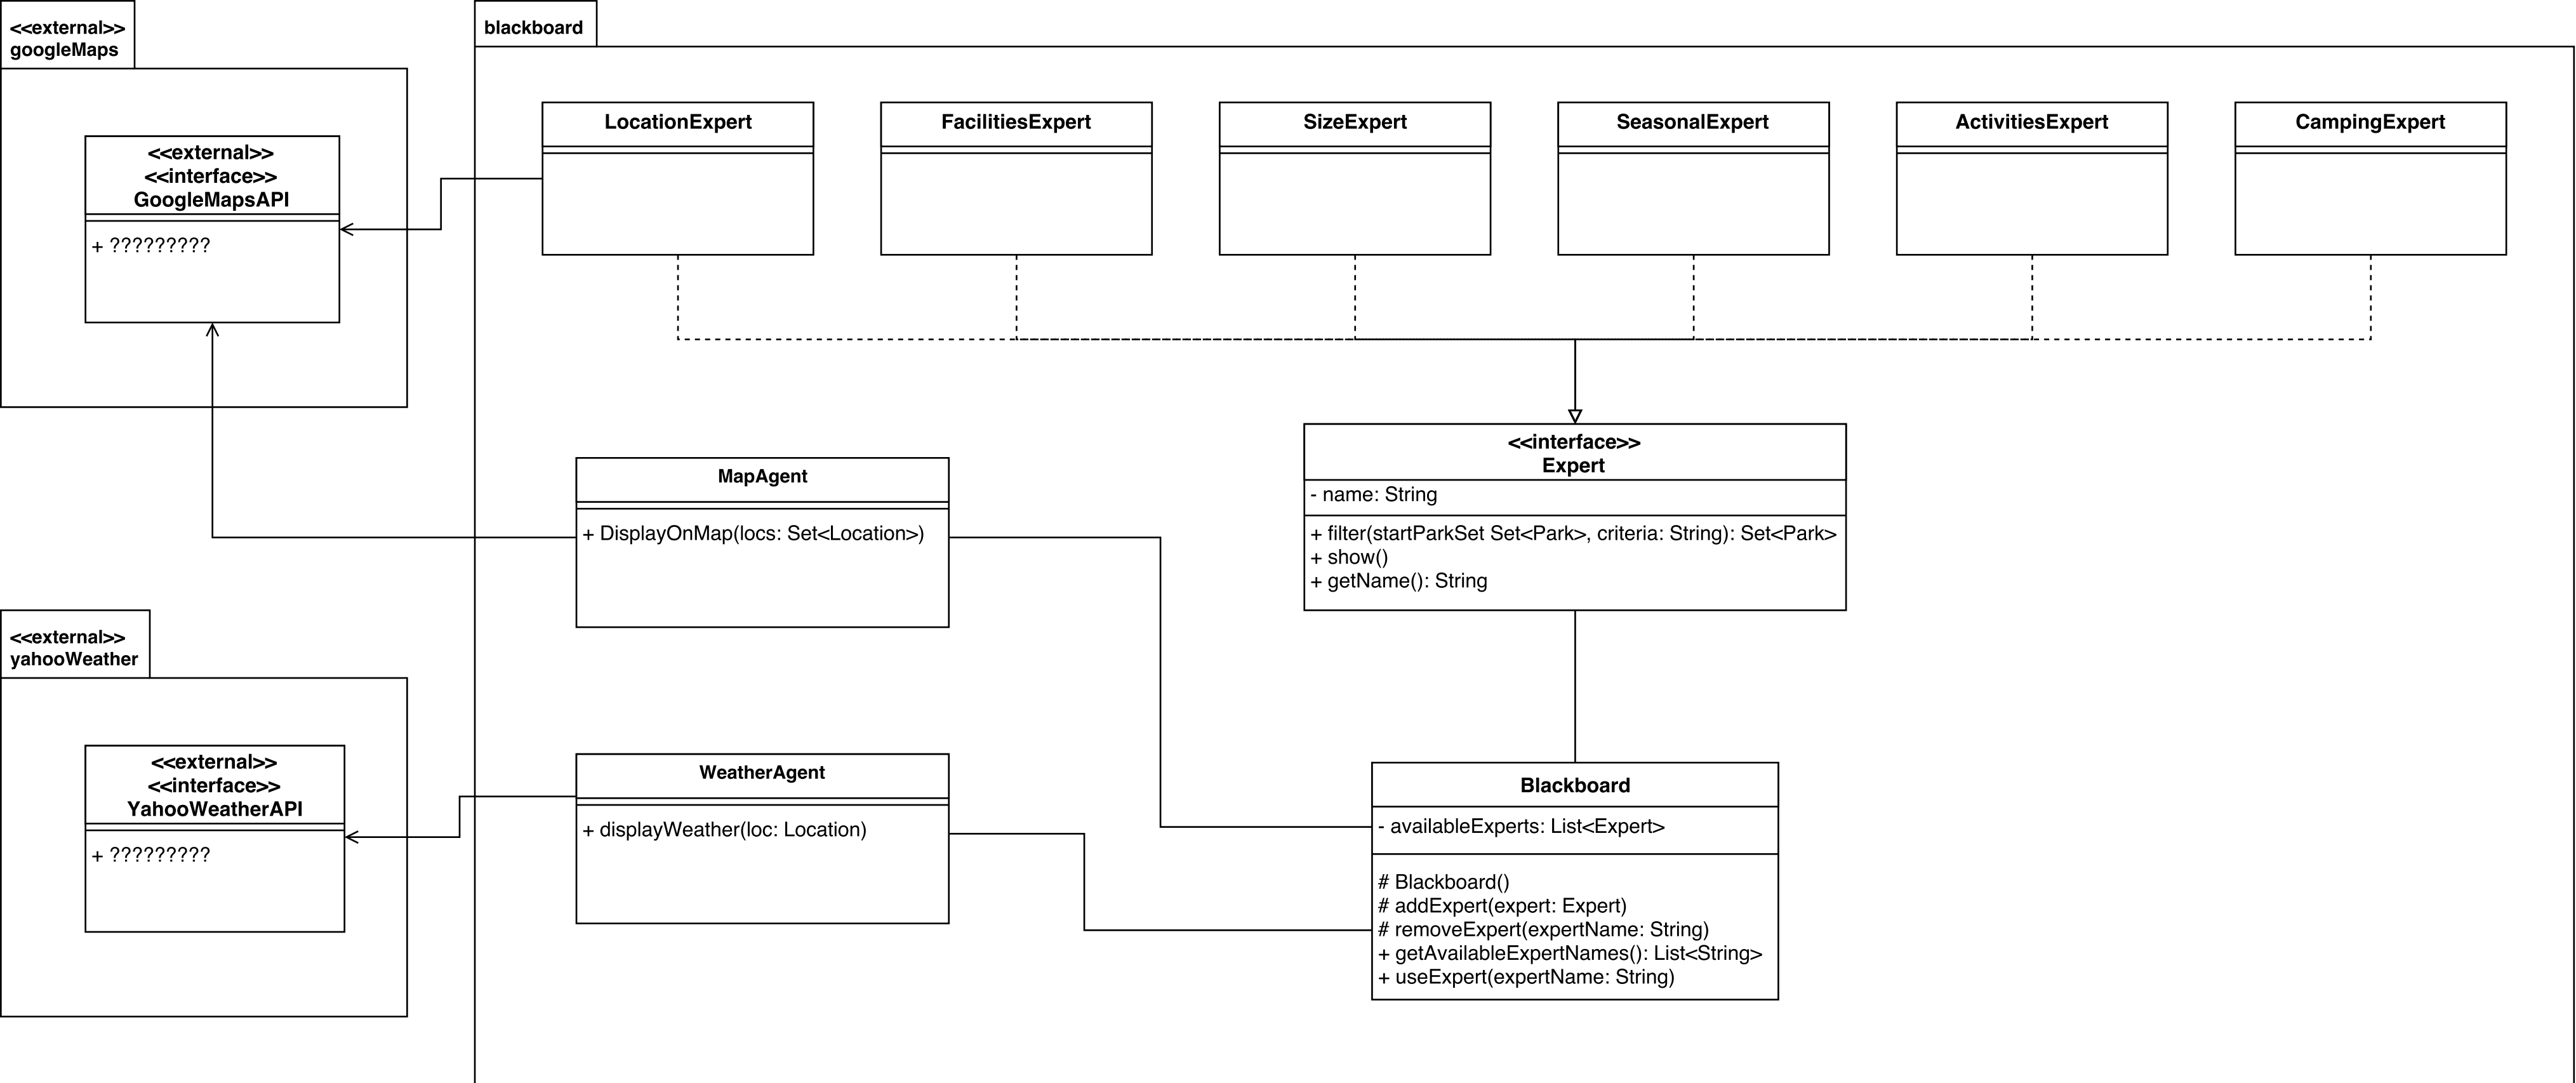 <<external>>
googleMaps
blackboard
<<external>>
<<interface>>
GoogleMapsAPI
+ ?????????
LocationExpert
FacilitiesExpert
SizeExpert
SeasonalExpert
ActivitiesExpert
CampingExpert
<<interface>>
Expert
- name: String
+ filter(startParkSet Set<Park>, criteria: String): Set<Park>
+ show()
+ getName(): String
MapAgent
+ DisplayOnMap(locs: Set<Location>)
<<external>>
yahooWeather
<<external>>
<<interface>>
YahooWeatherAPI
+ ?????????
WeatherAgent
+ displayWeather(loc: Location)
Blackboard
- availableExperts: List<Expert>
# Blackboard()
# addExpert(expert: Expert)
# removeExpert(expertName: String)
+ getAvailableExpertNames(): List<String>
+ useExpert(expertName: String)